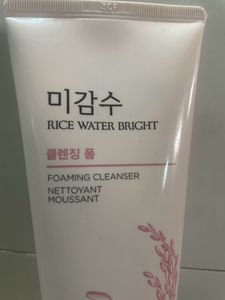 미감수
RICE WATER BRIGHT
클렌징 폼
FOAMING CLEANSER
NETTOYANT
MOUSSANT